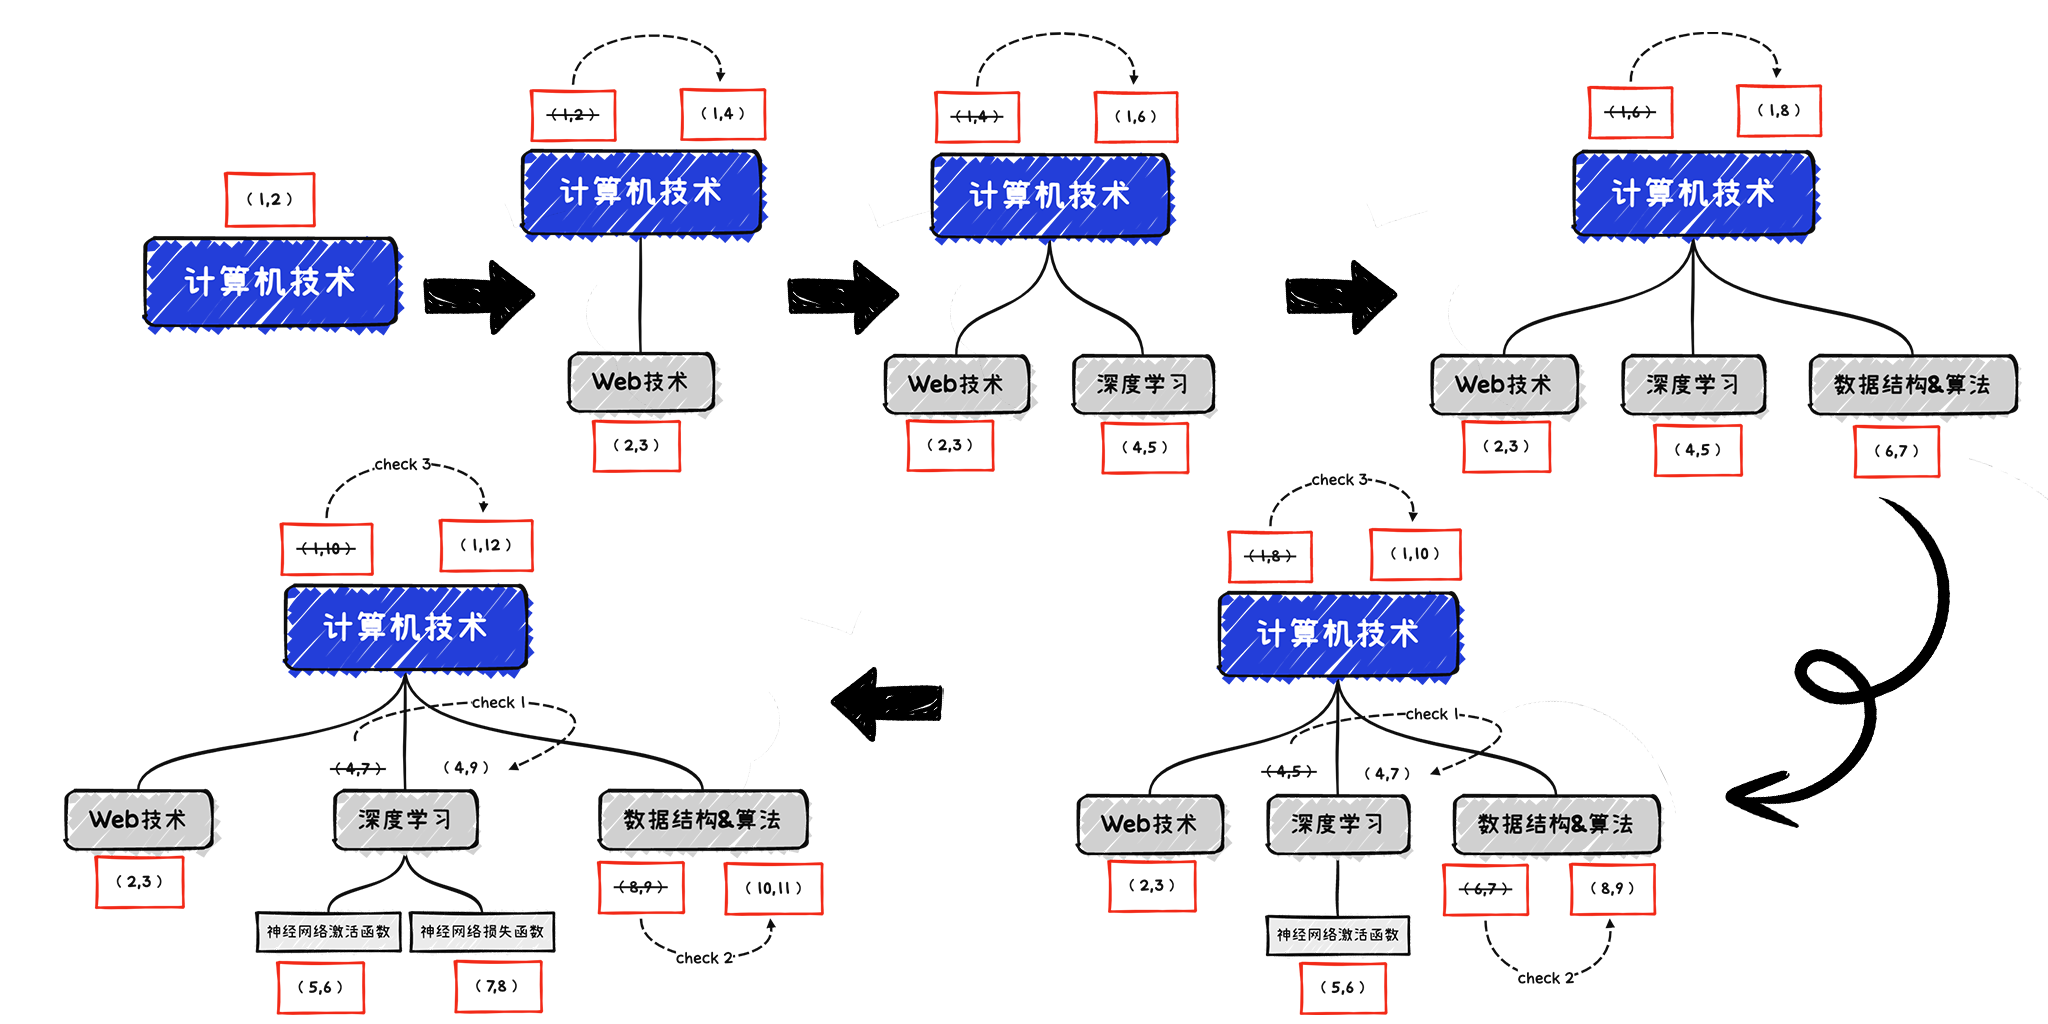 (1,2)
计算机技术
(1,2)
(1,4)
计算机技术
Web技术
(2,3)
(1,4)
(1,6)
计算机技术
Web技术
深度学习
(2,3)
(4,5)
(1,6)
(1,8)
计算机技术
Web技术
深度学习
数据结构&算法
(2,3)
(4,5)
(6,7)
check 3
(1,8)
(1,10)
计算机技术
check 1
(4,5)
(4,7)
Web技术
深度学习
数据结构&算法
(2,3)
(6,7)
(8,9)
神经网络激活函数
check 2
(5,6)
check 3
(1,10)
(1,12)
计算机技术
check 1
(4,7)
(4,9)
Web技术
深度学习
数据结构&算法
(2,3)
(8,9)
(10,11)
神经网络激活函数
神经网络损失函数
check 2
(5,6)
(7,8)